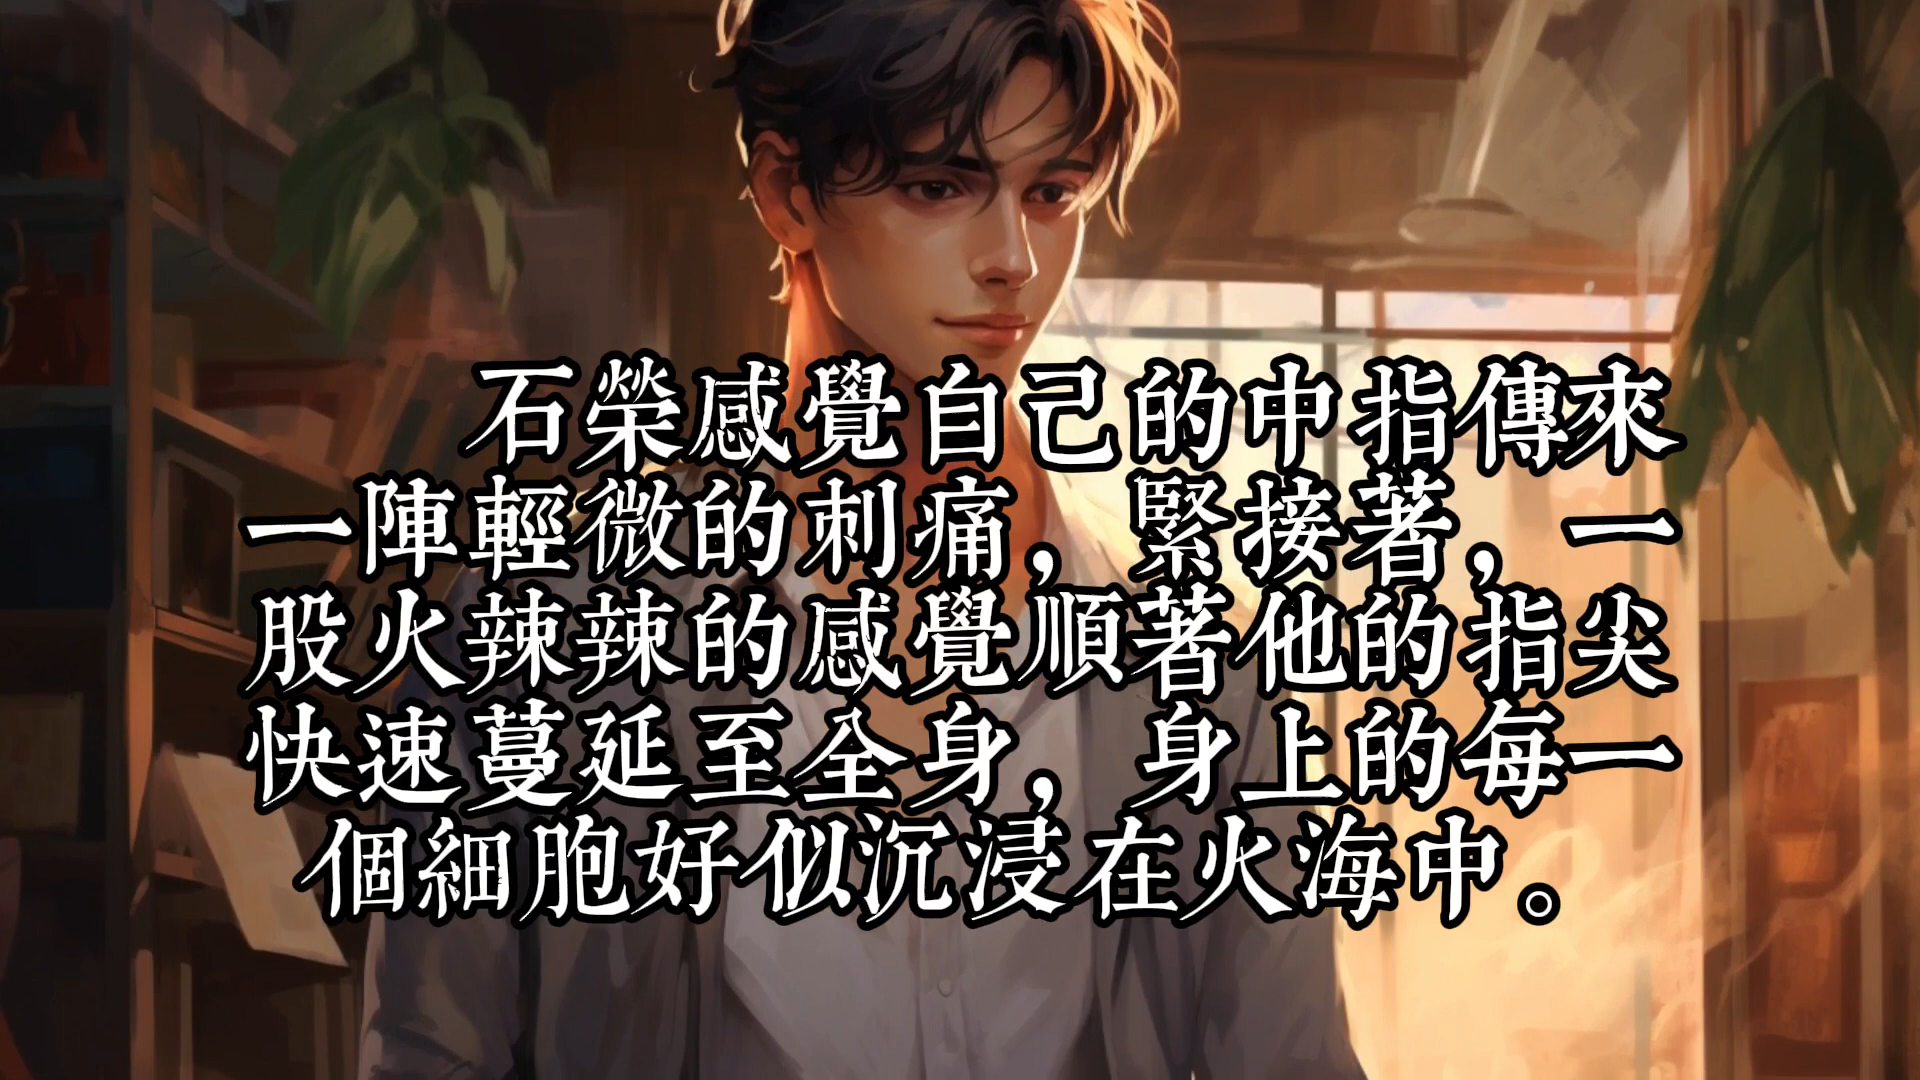 石榮感覺自己的中指傳來
一陣輕微的刺痛，緊接著，一
股火辣辣的感覺順著他的指尖
快速蔓延至全身，身上的每一
個細胞好似沉浸在火海中。